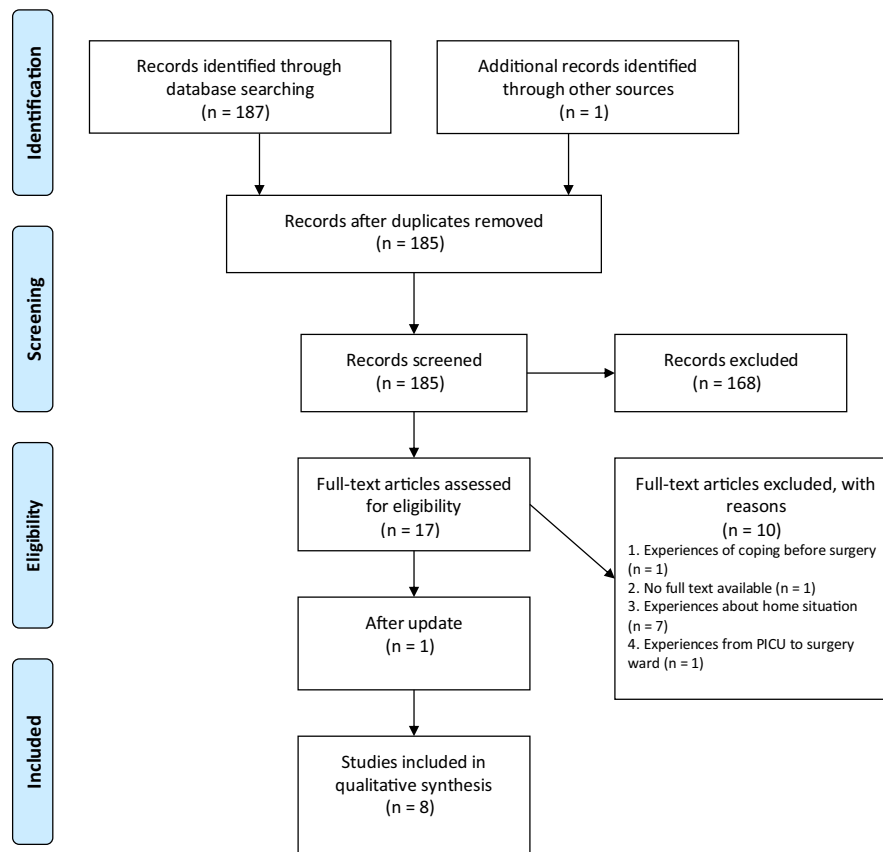 Identification
Records identified through
database searching
(n = 187)
Additional records identified
through other sources
(n = 1)
Records after duplicates removed
(n = 185)
Screening
Records screened
(n = 185)
Records excluded
(n = 168)
Eligibility
Full-text articles assessed
for eligibility
(n = 17)
Full-text articles excluded, with
reasons
(n = 10)
1. Experiences of coping before surgery
(n = 1)
2. No full text available (n = 1)
3. Experiences about home situation
(n = 7)
4. Experiences from PICU to surgery
ward (n = 1)
After update
(n = 1)
Included
Studies included in
qualitative synthesis
(n = 8)